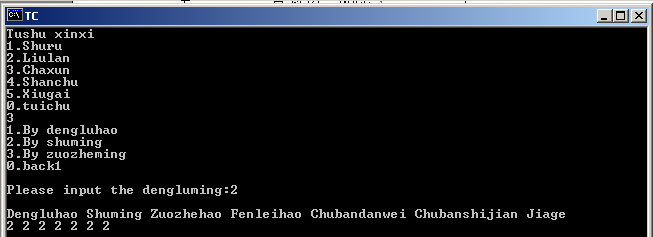 TC
Tushu xinxi
1.Shuru
2.Liulan
3.Chaxun
4.Shanchu
5.Xiugai
0.tuichu
3
1.By dengluhao
2.By shuming
3.By zuozheming
0.back1
Please input the dengluming:2
Dengluhao Shuming Zuozhehao Fenleihao Chubandanwei Chubanshijian Jiage
2 2 2 2 2 2 2